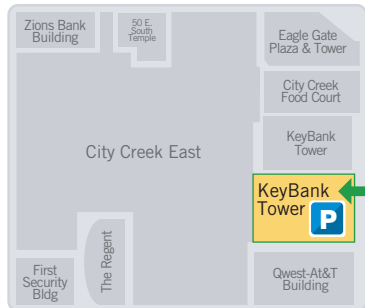 Zions Bank
Building
50 E.
South
Temple
Eagle Gate
Plaza & Tower
City Creek
Food Court
KeyBank
Tower
City Creek East
KeyBank
Tower
P
The Regent
First
Security
Bldg
Qwest-At&T
Building